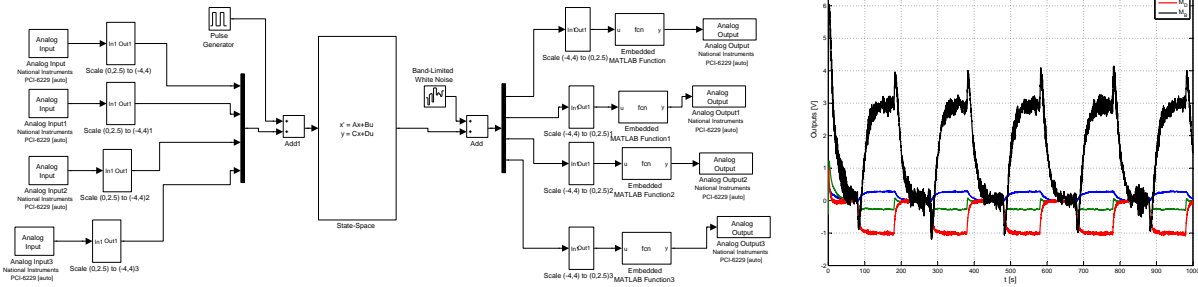 Analog
Input
Analog Input
National Instruments
PCI-6229 [auto]
In1 Out1
Scale (0,2.5) to (-4,4)
Analog
Input
Analog Input1
National Instruments
PCI-6229 [auto]
In1 Out1
Scale (0,2.5) to (-4,4)1
Analog
Input
Analog Input2
National Instruments
PCI-6229 [auto]
In1 Out1
Scale (0,2.5) to (-4,4)2
Analog
Input
Analog Input3
National Instruments
PCI-6229 [auto]
In1 Out1
Scale (0,2.5) to (-4,4)3
Pulse
Generator
Add1
x' = Ax+Bu
y = Cx+Du
State-Space
Band-Limited
White Noise
Add
In1 Out1
Scale (-4,4) to (0,2.5)
u fcn y
Embedded
MATLAB Function
Analog
Output
Analog Output
National Instruments
PCI-6229 [auto]
In1 Out1
Scale (-4,4) to (0,2.5)1
u fcn y
Embedded
MATLAB Function1
Analog
Output
Analog Output1
National Instruments
PCI-6229 [auto]
In1 Out1
Scale (-4,4) to (0,2.5)2
u fcn y
Embedded
MATLAB Function2
Analog
Output
Analog Output2
National Instruments
PCI-6229 [auto]
In1 Out1
Scale (-4,4) to (0,2.5)3
u fcn y
Embedded
MATLAB Function3
Analog
Output
Analog Output3
National Instruments
PCI-6229 [auto]
M_D
M_B
Outputs [V]
6
5
4
3
2
1
0
-1
-2
0 100 200 300 400 500 600 700 800 900 1000
t [s]